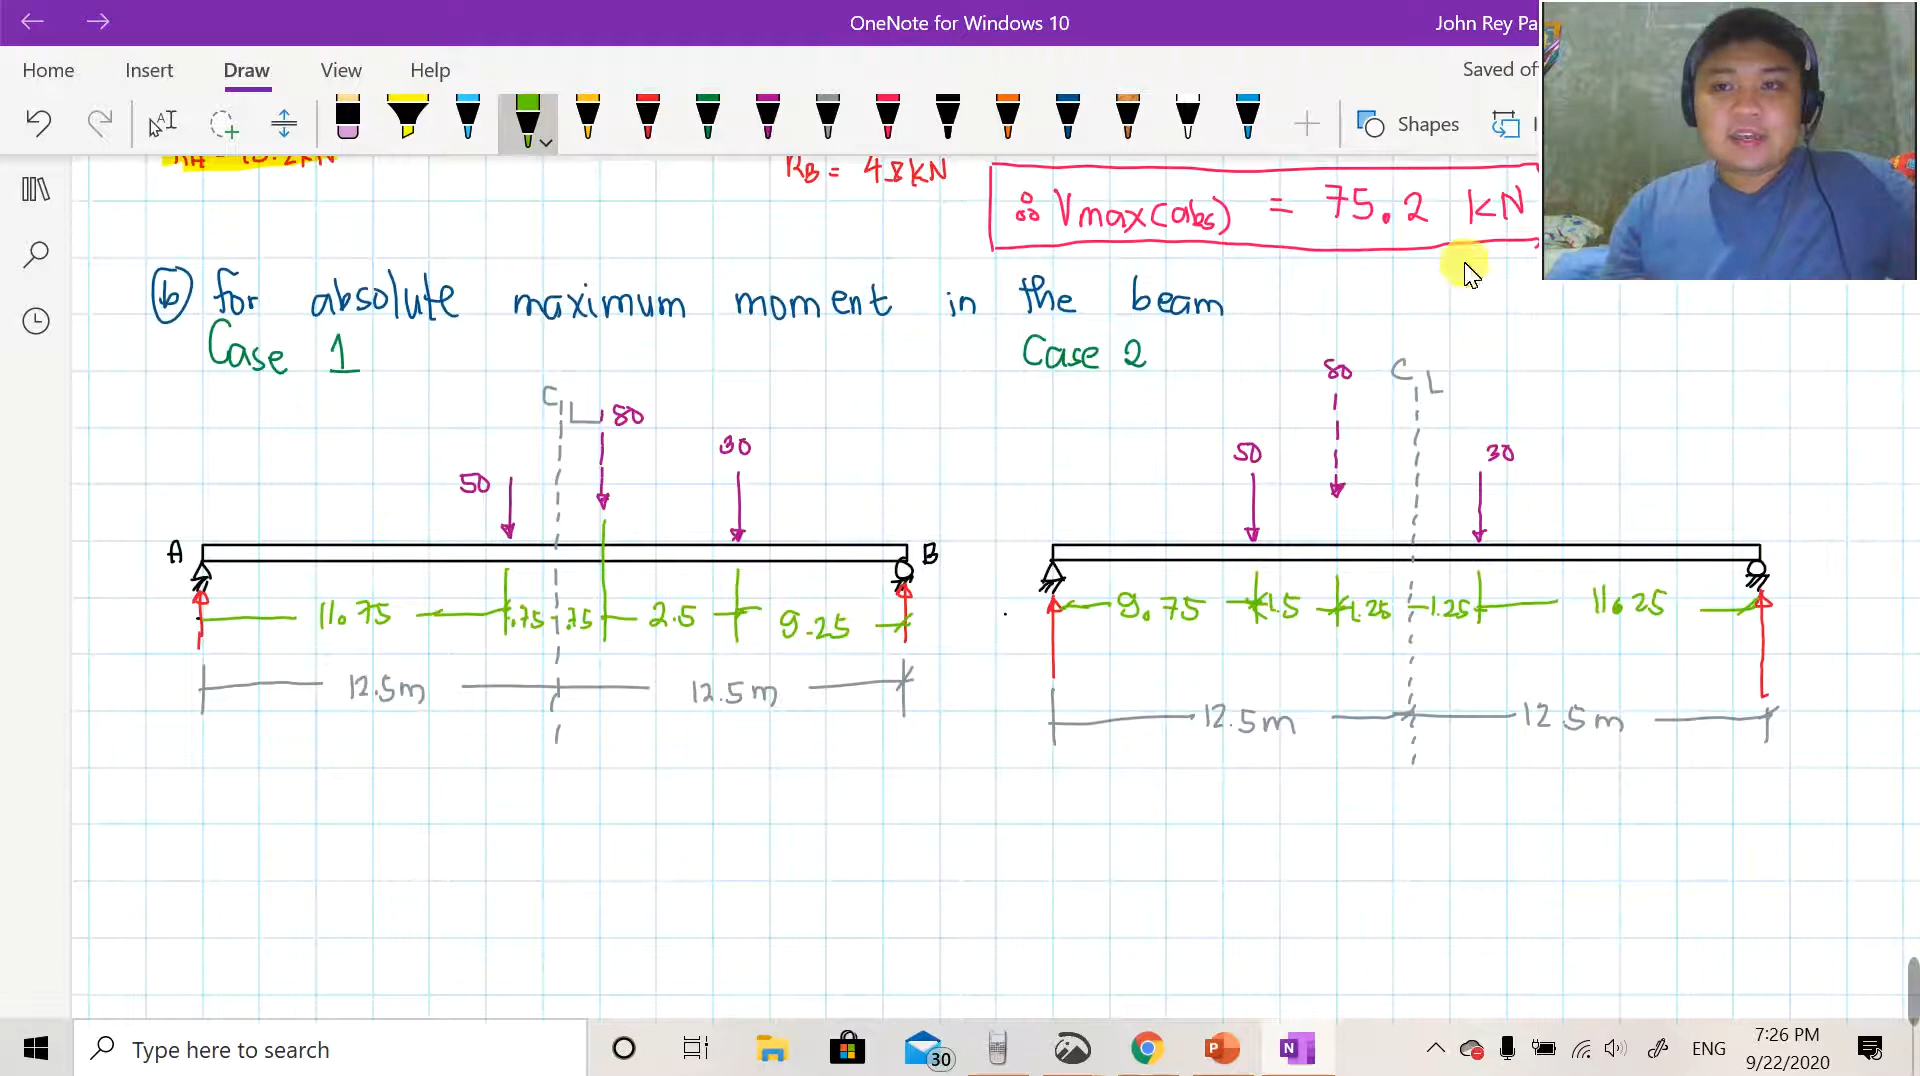 OneNote for Windows 10
John Rey Pa
Home Insert Draw View Help
Saved of
Shapes
RB = 4.8 KN
∴ Vmax(abs) = 75.2 KN
b for absolute maximum moment in the beam
Case 1
Case 2
CL 80
50
30
A
B
11.75 .75 .75 2.5 9.25
12.5m 12.5m
80 CL
50
30
9.75 1.5 1.25 1.25 11.25
12.5m 12.5m
Type here to search
30
ENG
7:26 PM
9/22/2020